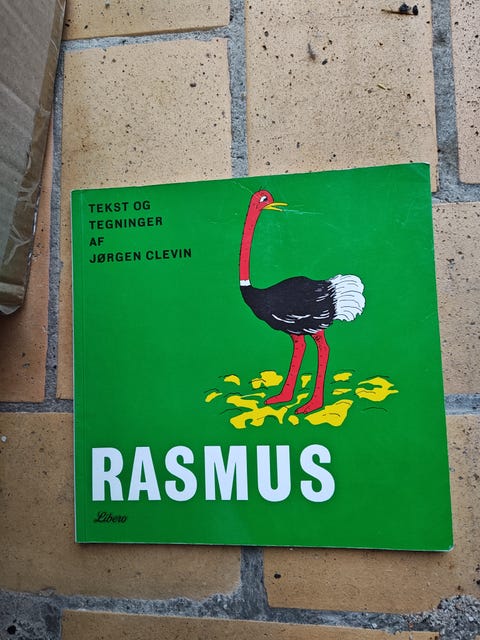 TEKST OG
TEGNINGER
AF
JØRGEN CLEVIN
RASMUS
Libero